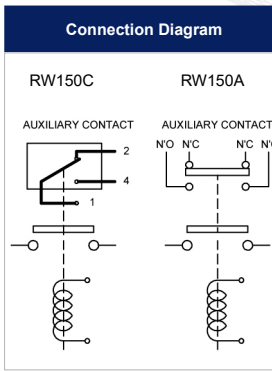 Connection Diagram
RW150C RW150A
AUXILIARY CONTACT AUXILIARY CONTACT
N'O N'C N'C N'
2
4
1